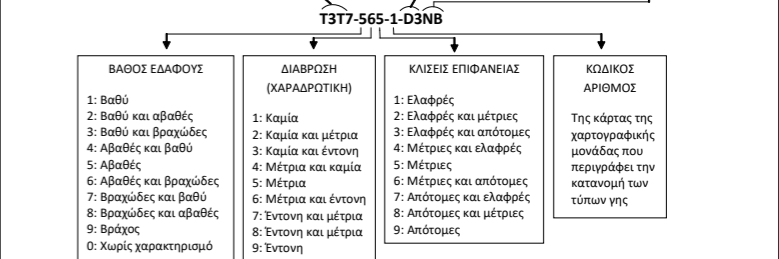 T3T7-565-1-D3NB
ΒΑΘΟΣ ΕΔΑΦΟΥΣ
1: Βαθύ
2: Βαθύ και αβαθές
3: Βαθύ και βραχώδες
4: Αβαθές και βαθύ
5: Αβαθές
6: Αβαθές και βραχώδες
7: Βραχώδες και βαθύ
8: Βραχώδες και αβαθές
9: Βράχος
0: Χωρίς χαρακτηρισμό
ΔΙΑΒΡΩΣΗ
(ΧΑΡΑΔΡΩΤΙΚΗ)
1: Καμία
2: Καμία και μέτρια
3: Καμία και έντονη
4: Μέτρια και καμία
5: Μέτρια
6: Μέτρια και έντονη
7: Έντονη και μέτρια
8: Έντονη και μέτρια
9: Έντονη
ΚΛΙΣΕΙΣ ΕΠΙΦΑΝΕΙΑΣ
1: Ελαφρές
2: Ελαφρές και μέτριες
3: Ελαφρές και απότομες
4: Μέτριες και ελαφρές
5: Μέτριες
6: Μέτριες και απότομες
7: Απότομες και ελαφρές
8: Απότομες και μέτριες
9: Απότομες
ΚΩΔΙΚΟΣ
ΑΡΙΘΜΟΣ
Της κάρτας της
χαρτογραφικής
μονάδας που
περιγράφει την
κατανομή των
τύπων γης